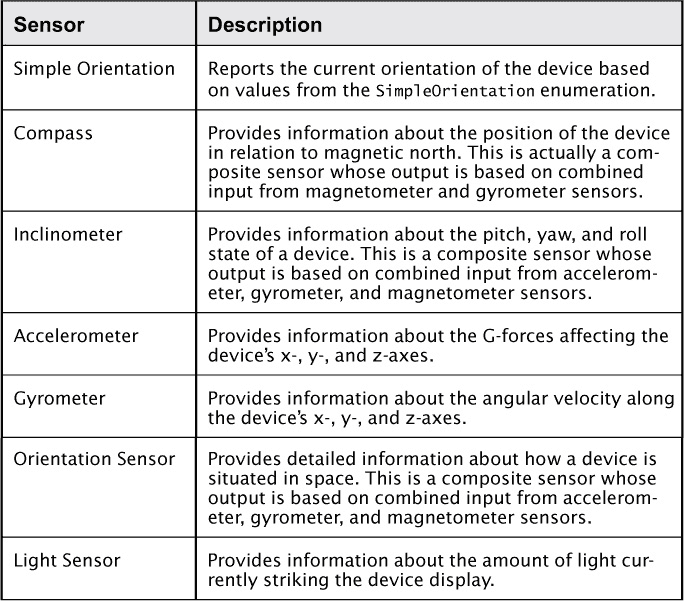 Sensor Description
Simple Orientation Reports the current orientation of the device based
on values from the SimpleOrientation enumeration.
Compass Provides information about the position of the device
in relation to magnetic north. This is actually a com-
posite sensor whose output is based on combined
input from magnetometer and gyrometer sensors.
Inclinometer Provides information about the pitch, yaw, and roll
state of a device. This is a composite sensor whose
output is based on combined input from accelerom-
eter, gyrometer, and magnetometer sensors.
Accelerometer Provides information about the G-forces affecting the
device’s x-, y-, and z-axes.
Gyrometer Provides information about the angular velocity along
the device’s x-, y-, and z-axes.
Orientation Sensor Provides detailed information about how a device is
situated in space. This is a composite sensor whose
output is based on combined input from accelerom-
eter, gyrometer, and magnetometer sensors.
Light Sensor Provides information about the amount of light cur-
rently striking the device display.